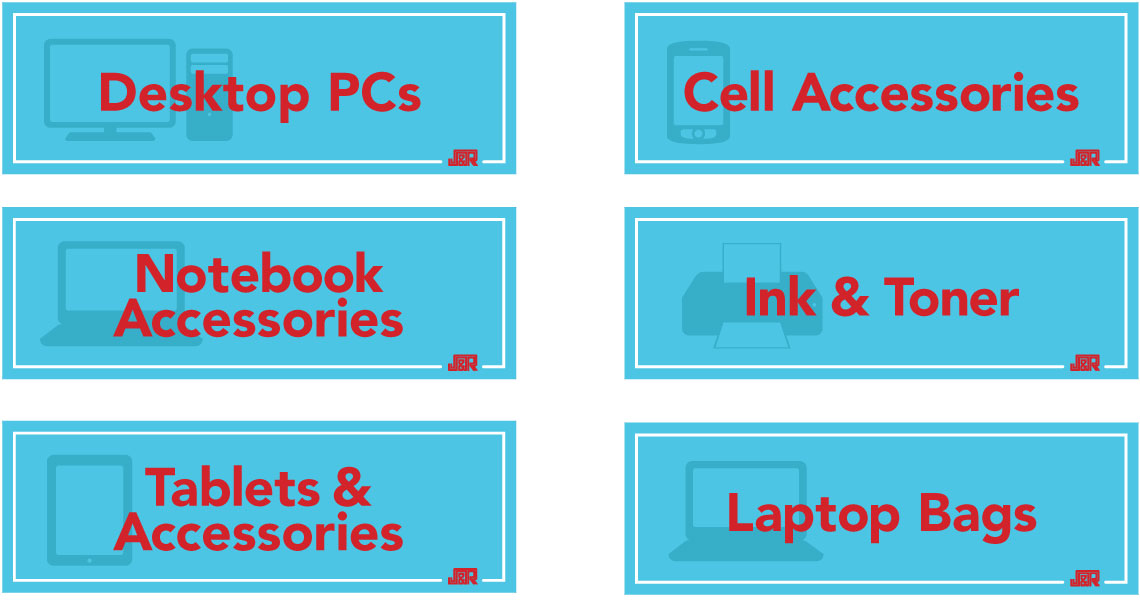 Desktop PCs
J&R
Cell Accessories
J&R
Notebook
Accessories
J&R
Ink & Toner
J&R
Tablets &
Accessories
J&R
Laptop Bags
J&R